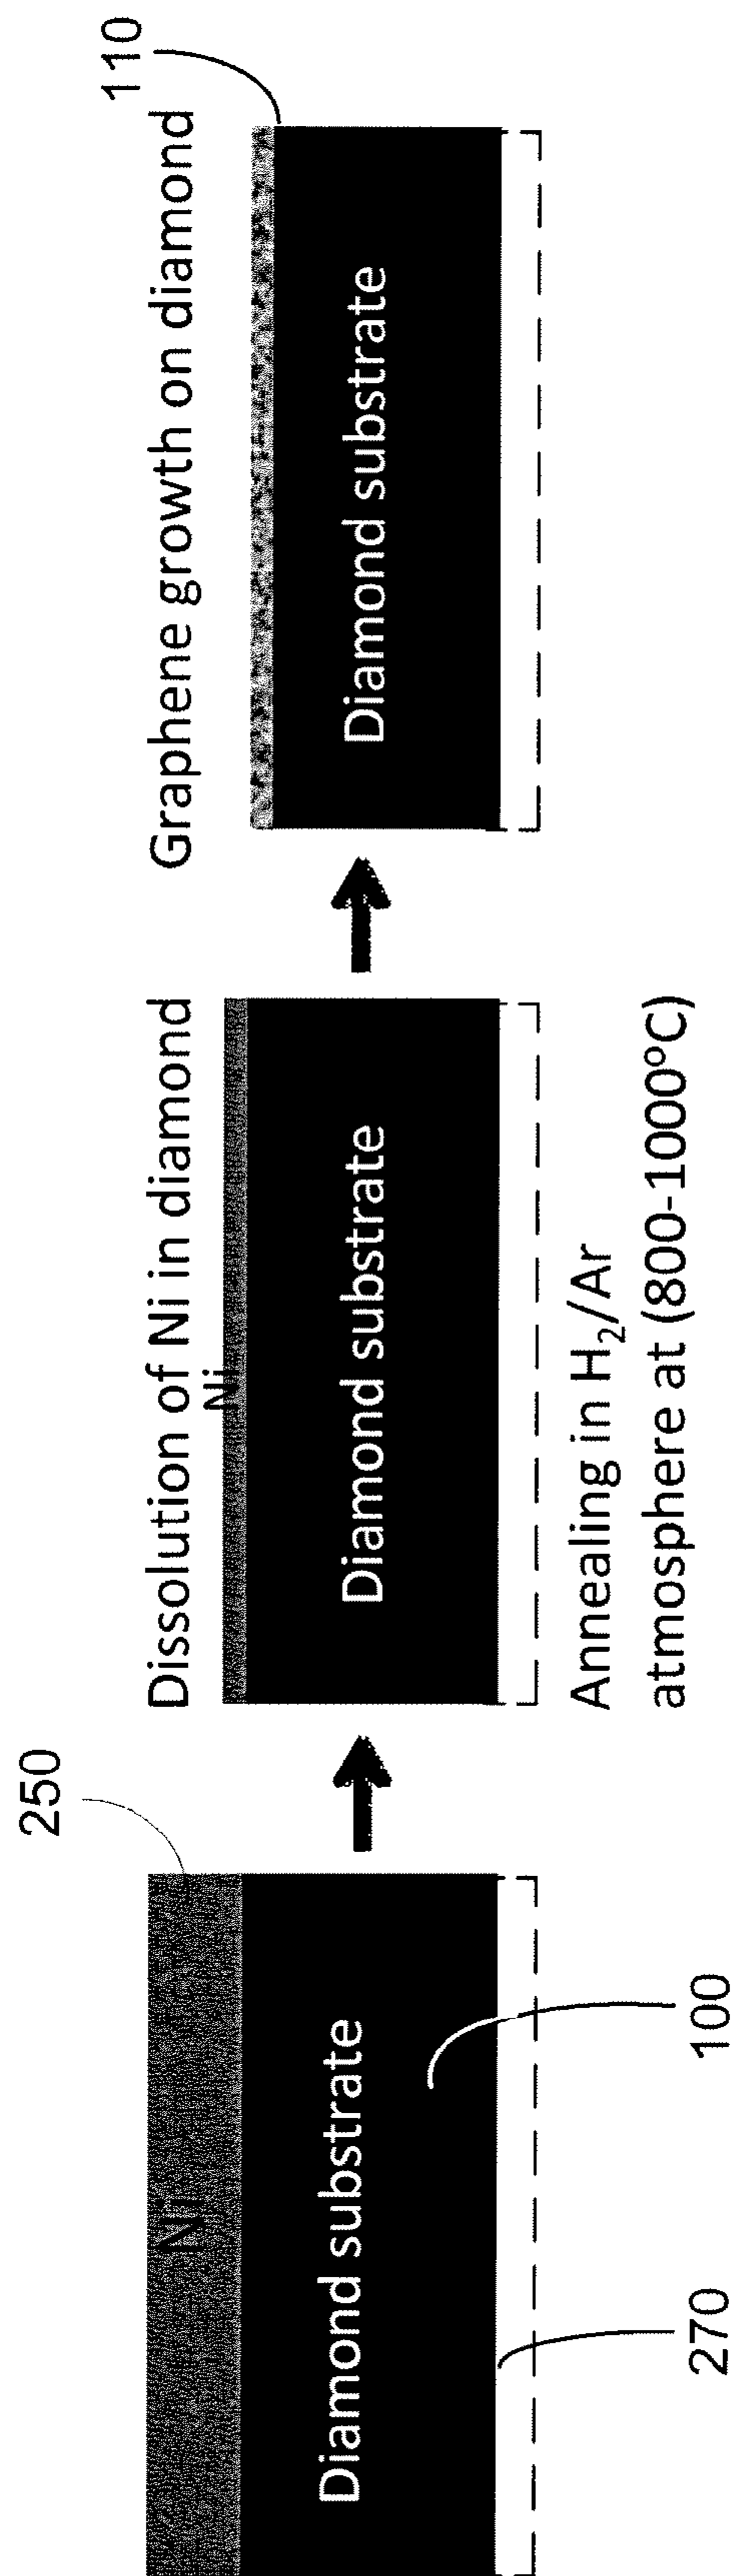 250
Ni
Diamond substrate
270
100
Dissolution of Ni in diamond
Ni
Diamond substrate
Annealing in H₂/Ar
atmosphere at (800-1000°C)
110
Graphene growth on diamond
Diamond substrate